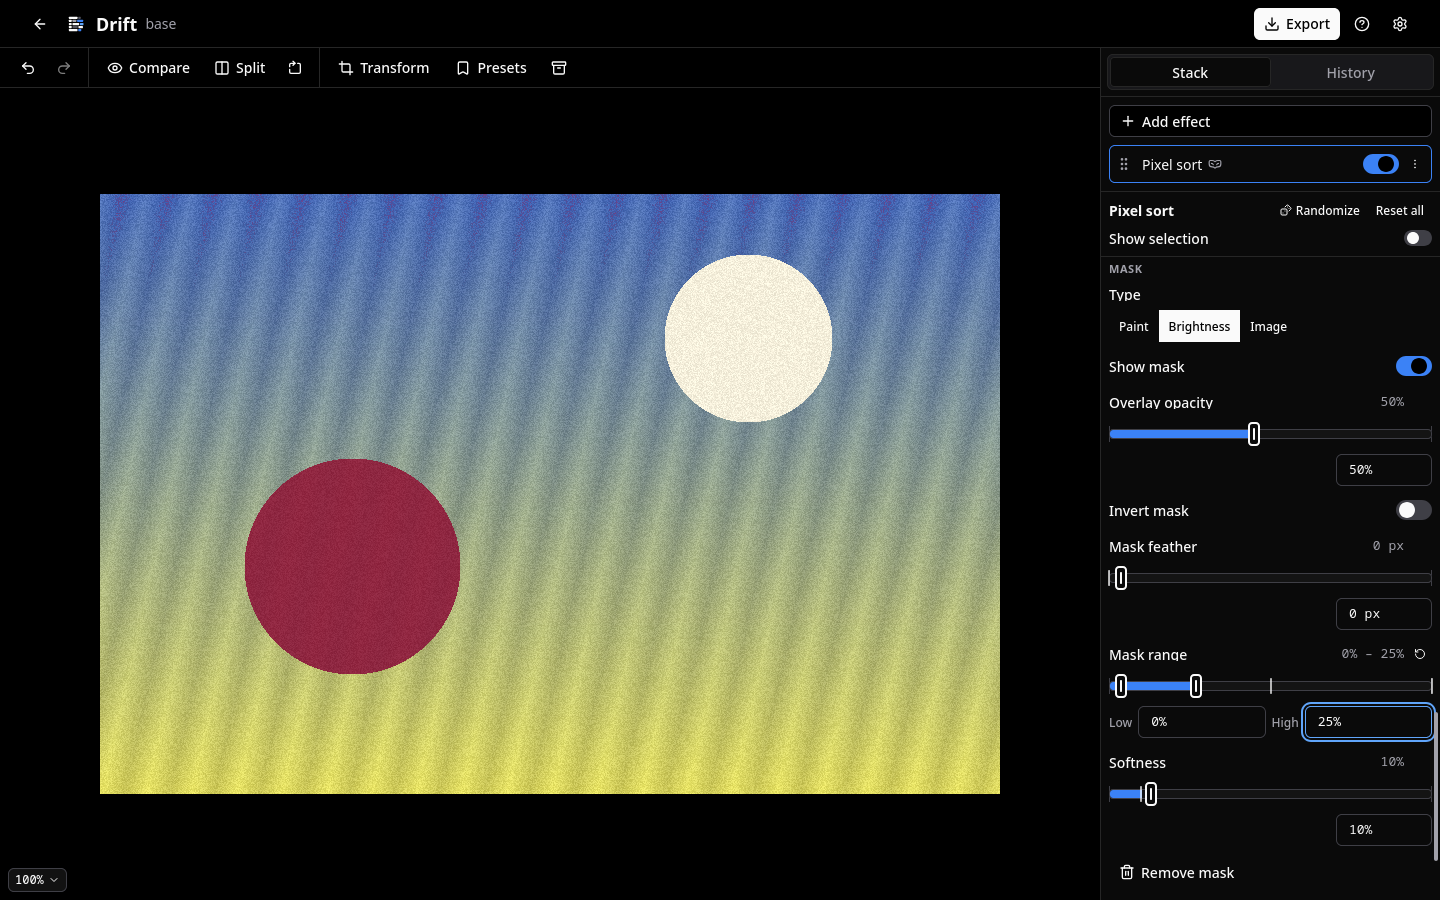 Drift base
Export
Compare
Split
Transform
Presets
Stack
History
Add effect
Pixel sort
Pixel sort
Randomize
Reset all
Show selection
MASK
Type
Paint
Brightness
Image
Show mask
Overlay opacity
50%
50%
Invert mask
Mask feather
0 px
0 px
Mask range
0% – 25%
Low
0%
High
25%
Softness
10%
10%
Remove mask
100%